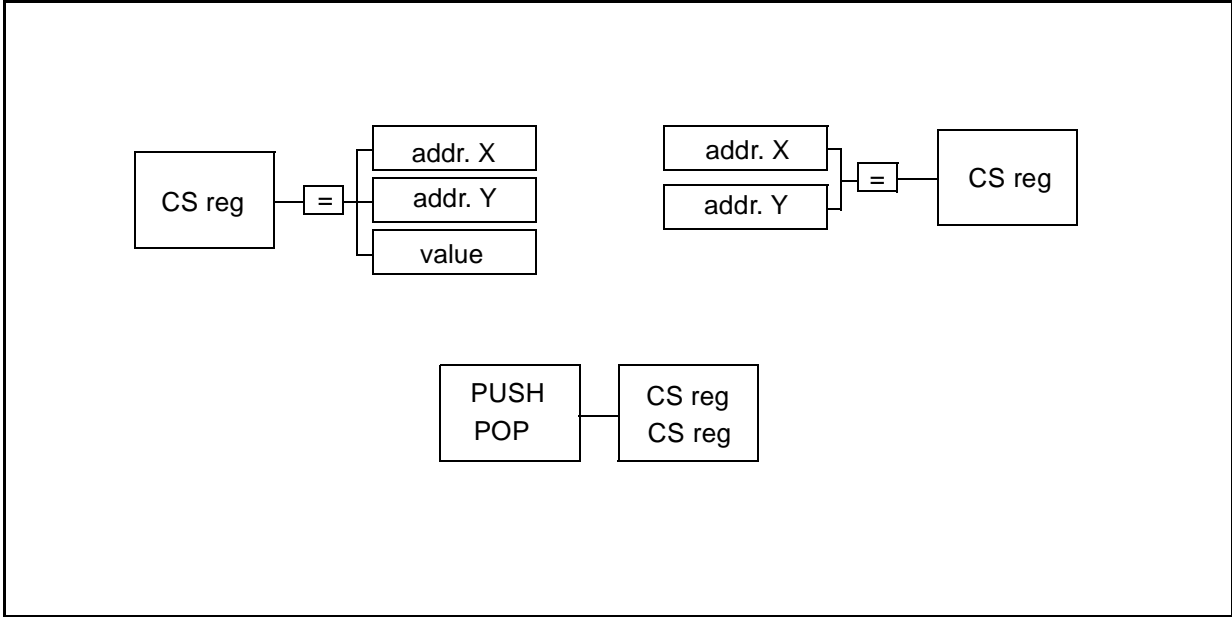 CS reg
=
addr. X
addr. Y
value
addr. X
addr. Y
=
CS reg
PUSH
POP
CS reg
CS reg